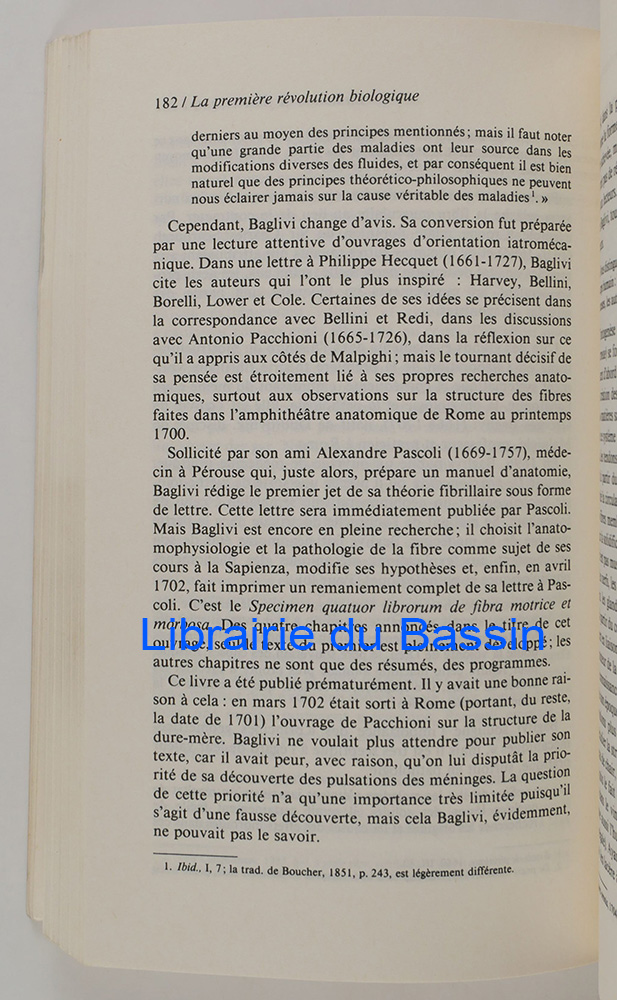 182 / La première révolution biologique
derniers au moyen des principes mentionnés ; mais il faut noter
qu'une grande partie des maladies ont leur source dans les
modifications diverses des fluides, et par conséquent il est bien
naturel que des principes théorético-philosophiques ne peuvent
nous éclairer jamais sur la cause véritable des maladies¹. »
Cependant, Baglivi change d'avis. Sa conversion fut préparée
par une lecture attentive d'ouvrages d'orientation iatroméca-
nique. Dans une lettre à Philippe Hecquet (1661-1727), Baglivi
cite les auteurs qui l'ont le plus inspiré : Harvey, Bellini,
Borelli, Lower et Cole. Certaines de ses idées se précisent dans
la correspondance avec Bellini et Redi, dans les discussions
avec Antonio Pacchioni (1665-1726), dans la réflexion sur ce
qu'il a appris aux côtés de Malpighi ; mais le tournant décisif de
sa pensée est étroitement lié à ses propres recherches anato-
miques, surtout aux observations sur la structure des fibres
faites dans l'amphithéâtre anatomique de Rome au printemps
1700.
Sollicité par son ami Alexandre Pascoli (1669-1757), méde-
cin à Pérouse qui, juste alors, prépare un manuel d'anatomie,
Baglivi rédige le premier jet de sa théorie fibrillaire sous forme
de lettre. Cette lettre sera immédiatement publiée par Pascoli.
Mais Baglivi est encore en pleine recherche ; il choisit l'anato-
mophysiologie et la pathologie de la fibre comme sujet de ses
cours à la Sapienza, modifie ses hypothèses et, enfin, en avril
1702, fait imprimer un remaniement complet de sa lettre à Pas-
coli. C'est le Specimen quatuor librorum de fibra motrice et
morbosa. Des quatre chapitres annoncés dans le titre de cet
ouvrage, seul le texte du premier est pleinement développé ; les
autres chapitres ne sont que des résumés, des programmes.
Librairie du Bassin
Ce livre a été publié prématurément. Il y avait une bonne rai-
son à cela : en mars 1702 était sorti à Rome (portant, du reste,
la date de 1701) l'ouvrage de Pacchioni sur la structure de la
dure-mère. Baglivi ne voulait plus attendre pour publier son
texte, car il avait peur, avec raison, qu'on lui disputât la prio-
rité de sa découverte des pulsations des méninges. La question
de cette priorité n'a qu'une importance très limitée puisqu'il
s'agit d'une fausse découverte, mais cela Baglivi, évidemment,
ne pouvait pas le savoir.
1. Ibid., I, 7 ; la trad. de Boucher, 1851, p. 243, est légèrement différente.